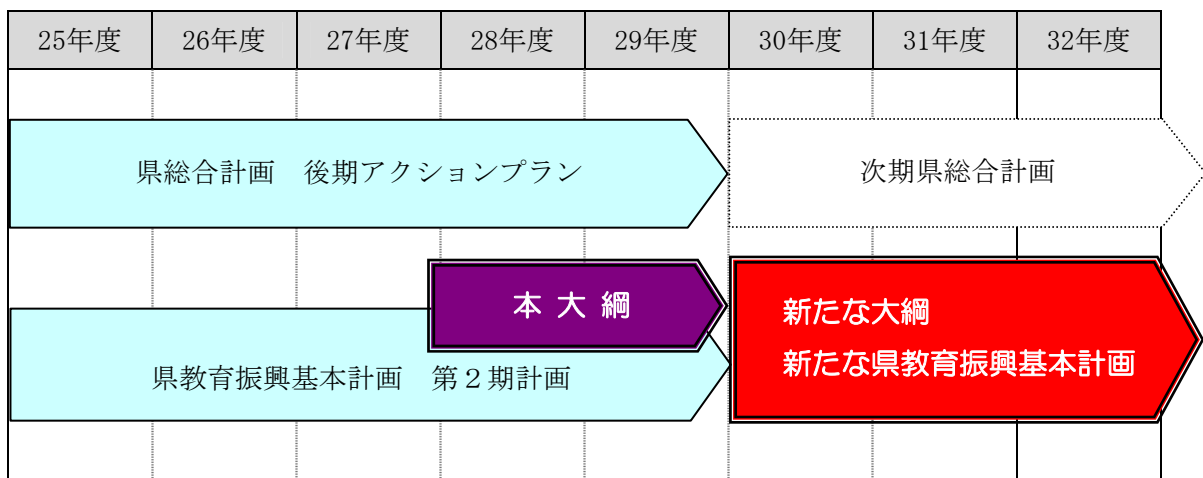 25年度 26年度 27年度 28年度 29年度 30年度 31年度 32年度
県総合計画　後期アクションプラン
次期県総合計画
本 大 綱
新たな大綱
新たな県教育振興基本計画
県教育振興基本計画　第２期計画